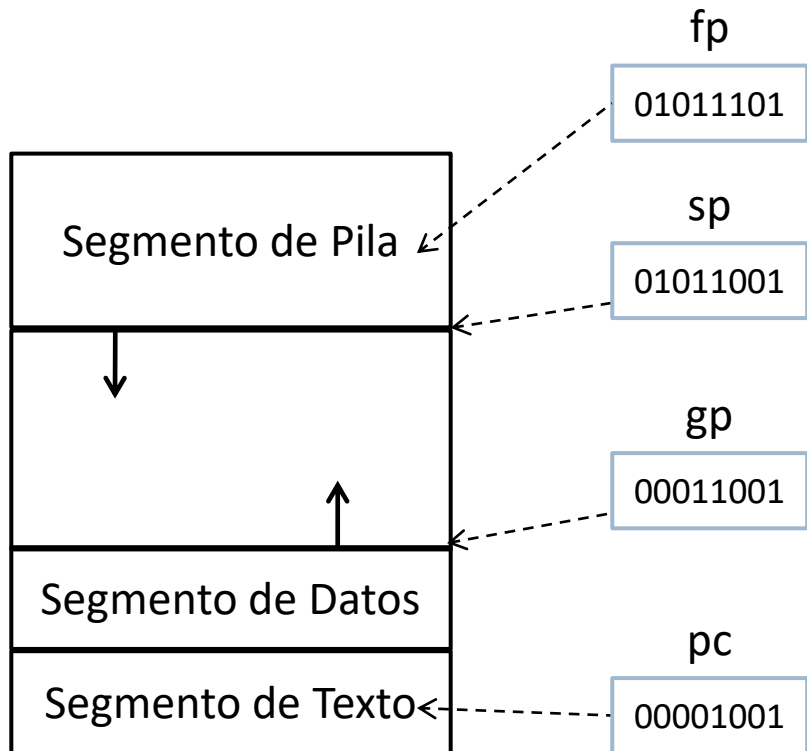 fp
01011101
Segmento de Pila
sp
01011001
gp
00011001
Segmento de Datos
pc
Segmento de Texto
00001001